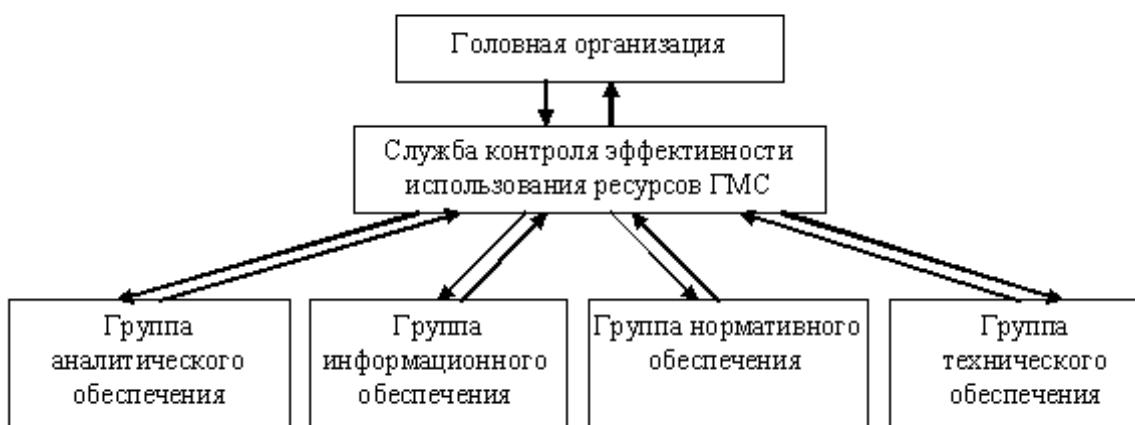 Головная организация
Служба контроля эффективности
использования ресурсов ГМС
Группа
аналитического
обеспечения
Группа
информационного
обеспечения
Группа нормативного
обеспечения
Группа
технического
обеспечения